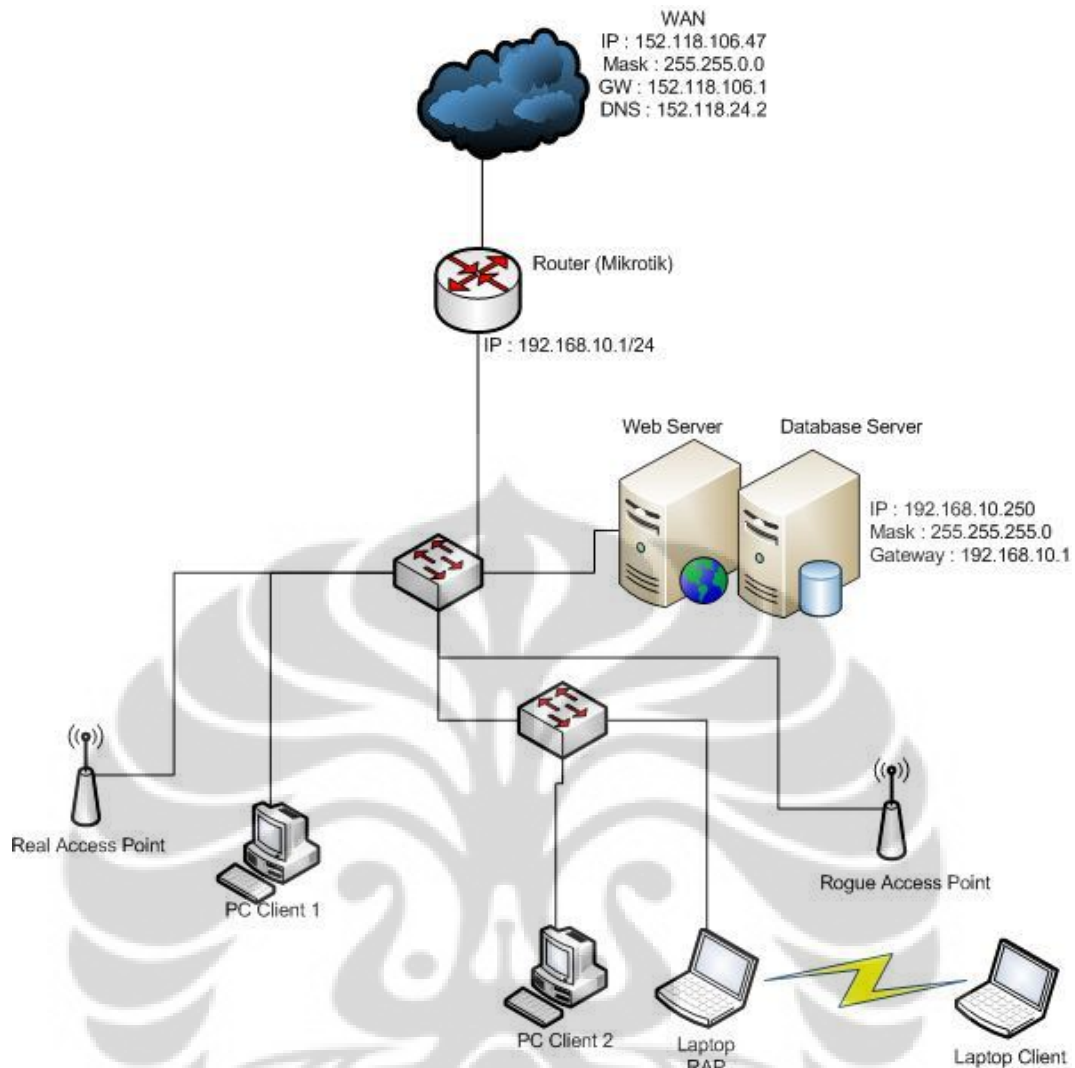 WAN
IP : 152.118.106.47
Mask : 255.255.0.0
GW : 152.118.106.1
DNS : 152.118.24.2
Router (Mikrotik)
IP : 192.168.10.1/24
Web Server
Database Server
IP : 192.168.10.250
Mask : 255.255.255.0
Gateway : 192.168.10.1
Real Access Point
PC Client 1
Rogue Access Point
PC Client 2
Laptop
RAP
Laptop Client